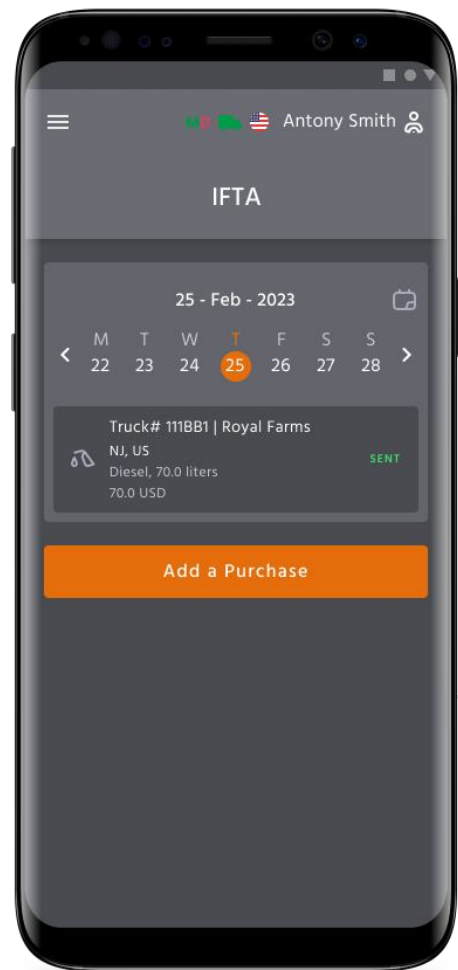 Antony Smith
IFTA
25 - Feb - 2023
M T W T F S S
22 23 24 25 26 27 28
Truck# 111BB1 | Royal Farms
NJ, US
Diesel, 70.0 liters
70.0 USD
SENT
Add a Purchase